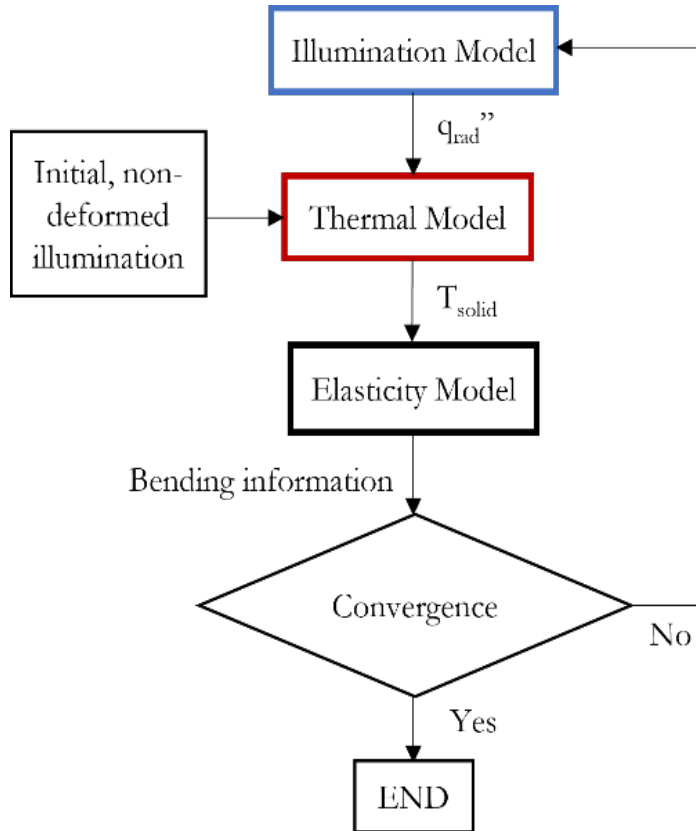 Illumination Model
q_rad”
Initial, non-
deformed
illumination
Thermal Model
T_solid
Elasticity Model
Bending information
Convergence
No
Yes
END